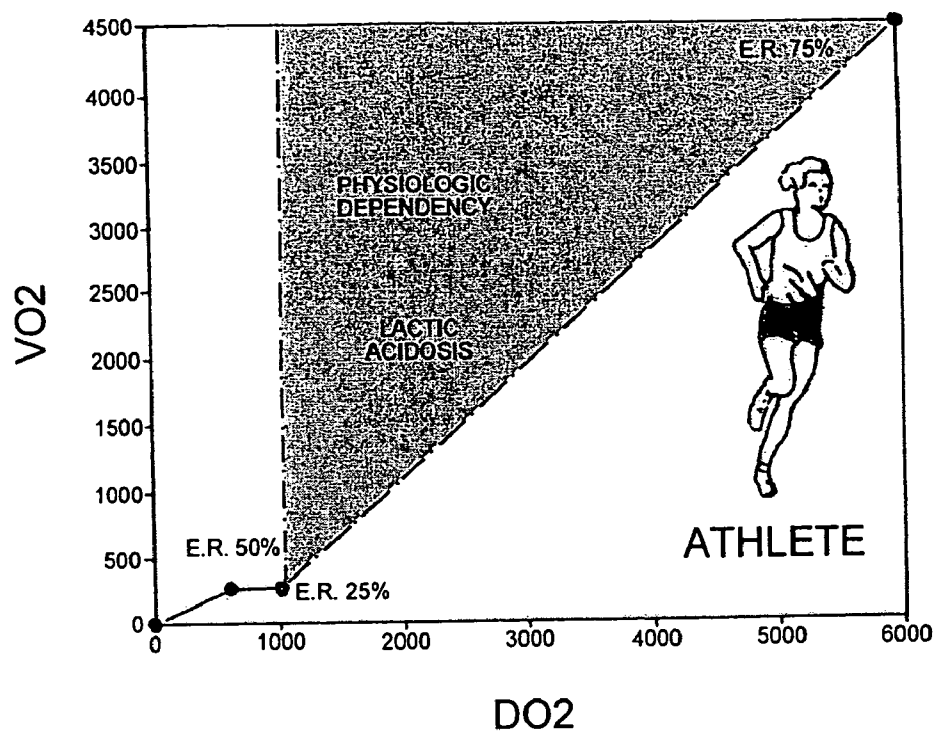 4500
4000
3500
3000
2500
2000
1500
1000
500
0
VO2
E.R. 75%
PHYSIOLOGIC
DEPENDENCY
LACTIC
ACIDOSIS
E.R. 50%
E.R. 25%
ATHLETE
0 1000 2000 3000 4000 5000 6000
DO2